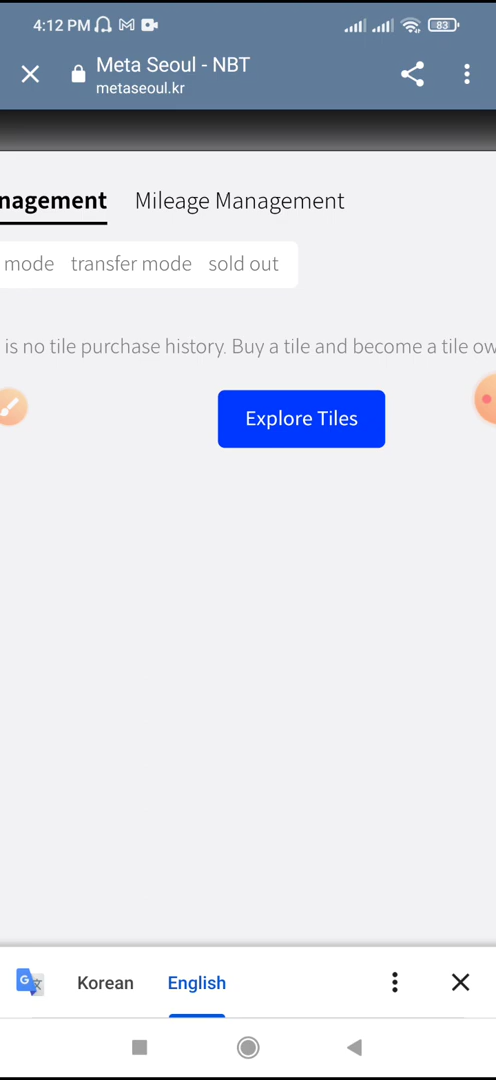 4:12 PM 83
Meta Seoul - NBT
metaseoul.kr
nagement Mileage Management
mode transfer mode sold out
is no tile purchase history. Buy a tile and become a tile ow
Explore Tiles
G 文 Korean English